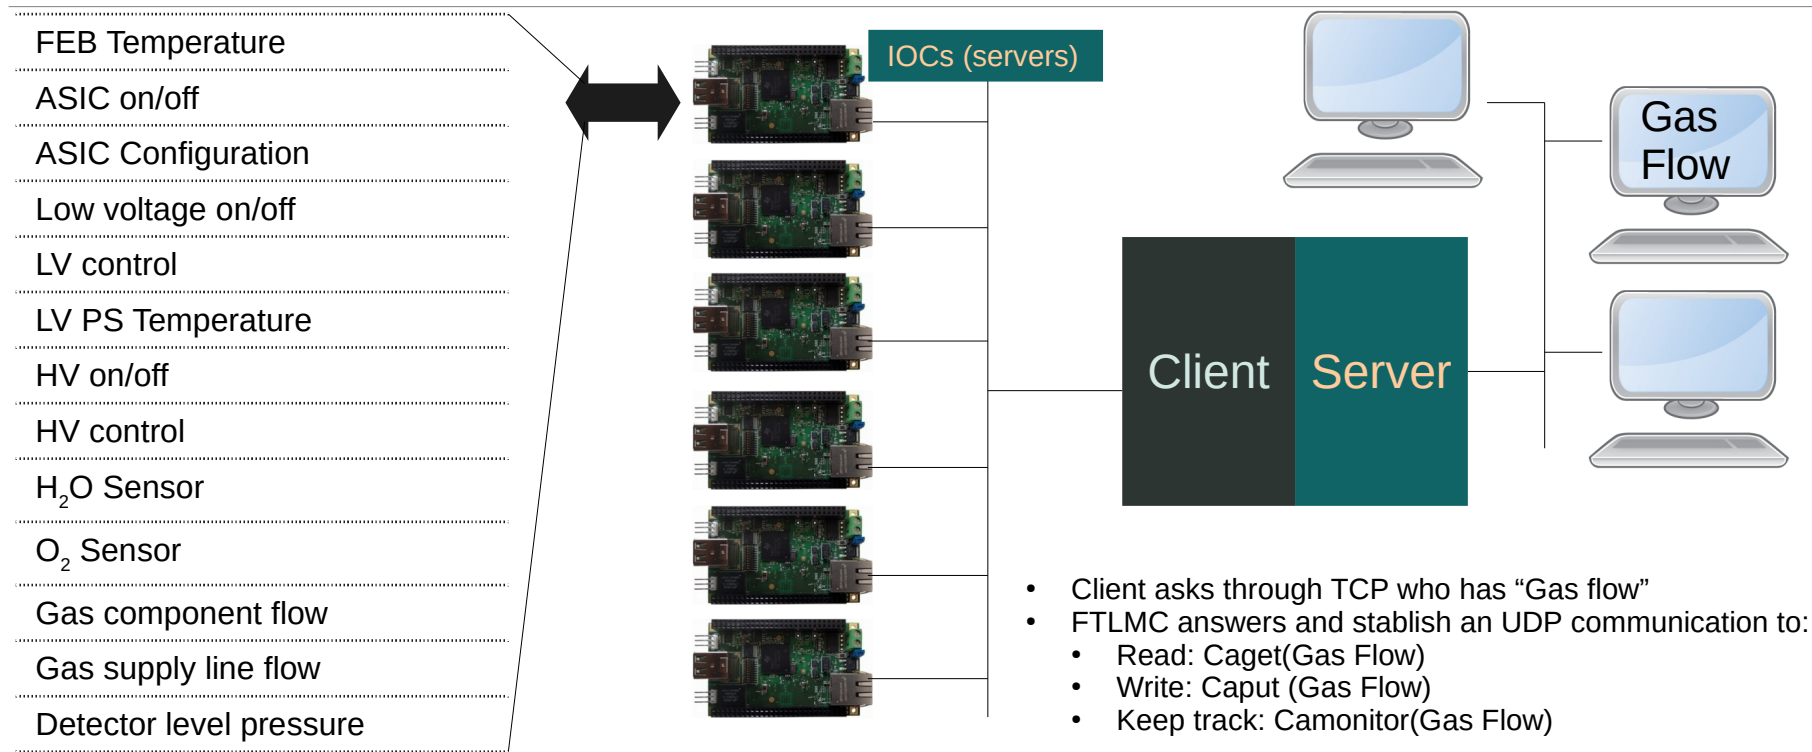 FEB Temperature
ASIC on/off
ASIC Configuration
Low voltage on/off
LV control
LV PS Temperature
HV on/off
HV control
H₂O Sensor
O₂ Sensor
Gas component flow
Gas supply line flow
Detector level pressure
IOCs (servers)
Gas
Flow
Client
Server
• Client asks through TCP who has “Gas flow”
• FTLMC answers and stablish an UDP communication to:
• Read: Caget(Gas Flow)
• Write: Caput (Gas Flow)
• Keep track: Camonitor(Gas Flow)